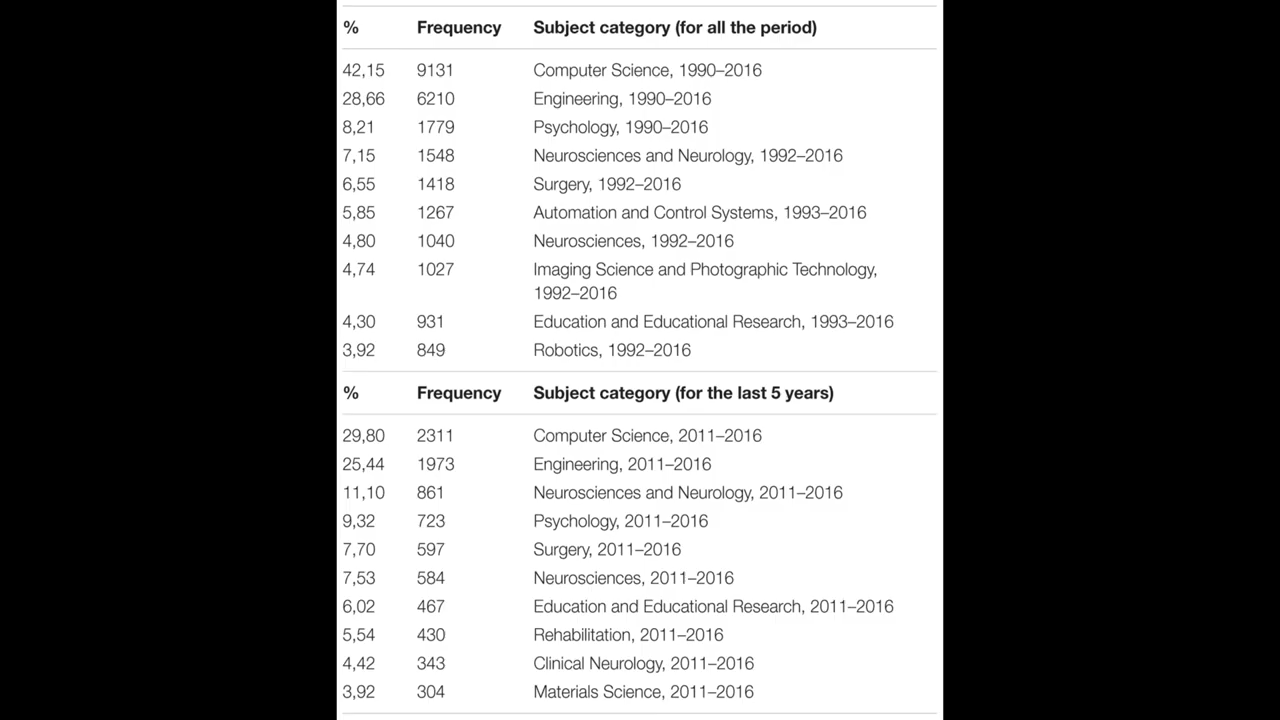 % Frequency Subject category (for all the period)
42,15 9131 Computer Science, 1990–2016
28,66 6210 Engineering, 1990–2016
8,21 1779 Psychology, 1990–2016
7,15 1548 Neurosciences and Neurology, 1992–2016
6,55 1418 Surgery, 1992–2016
5,85 1267 Automation and Control Systems, 1993–2016
4,80 1040 Neurosciences, 1992–2016
4,74 1027 Imaging Science and Photographic Technology,
1992–2016
4,30 931 Education and Educational Research, 1993–2016
3,92 849 Robotics, 1992–2016
% Frequency Subject category (for the last 5 years)
29,80 2311 Computer Science, 2011–2016
25,44 1973 Engineering, 2011–2016
11,10 861 Neurosciences and Neurology, 2011–2016
9,32 723 Psychology, 2011–2016
7,70 597 Surgery, 2011–2016
7,53 584 Neurosciences, 2011–2016
6,02 467 Education and Educational Research, 2011–2016
5,54 430 Rehabilitation, 2011–2016
4,42 343 Clinical Neurology, 2011–2016
3,92 304 Materials Science, 2011–2016